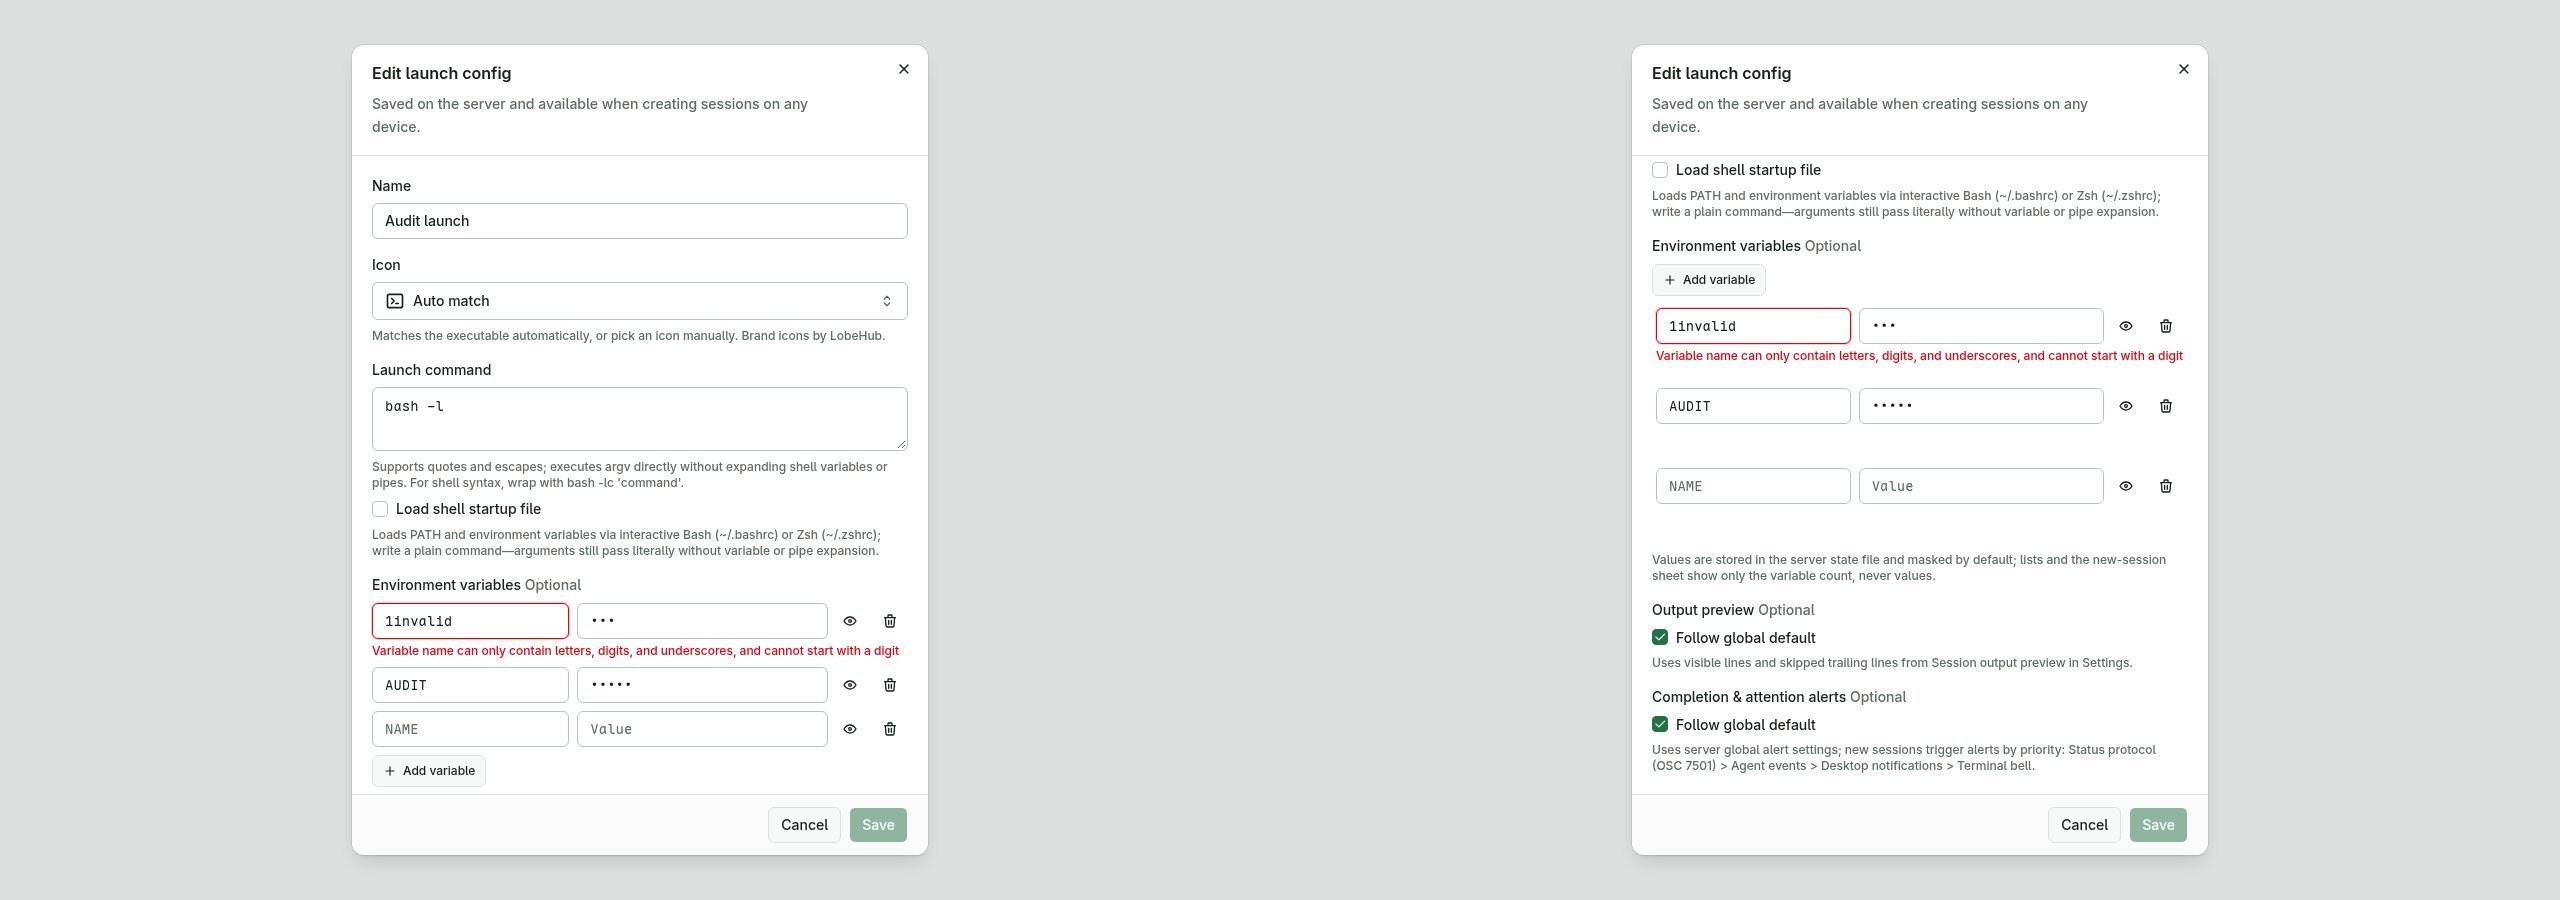 Edit launch config
Saved on the server and available when creating sessions on any
device.
Name
Audit launch
Icon
Auto match
Matches the executable automatically, or pick an icon manually. Brand icons by LobeHub.
Launch command
bash -l
Supports quotes and escapes; executes argv directly without expanding shell variables or
pipes. For shell syntax, wrap with bash -lc 'command'.
Load shell startup file
Loads PATH and environment variables via interactive Bash (~/.bashrc) or Zsh (~/.zshrc);
write a plain command—arguments still pass literally without variable or pipe expansion.
Environment variables Optional
1invalid •••
Variable name can only contain letters, digits, and underscores, and cannot start with a digit
AUDIT •••••
NAME Value
Add variable
Cancel Save
Edit launch config
Saved on the server and available when creating sessions on any
device.
Load shell startup file
Loads PATH and environment variables via interactive Bash (~/.bashrc) or Zsh (~/.zshrc);
write a plain command—arguments still pass literally without variable or pipe expansion.
Environment variables Optional
Add variable
1invalid •••
Variable name can only contain letters, digits, and underscores, and cannot start with a digit
AUDIT •••••
NAME Value
Values are stored in the server state file and masked by default; lists and the new-session
sheet show only the variable count, never values.
Output preview Optional
Follow global default
Uses visible lines and skipped trailing lines from Session output preview in Settings.
Completion & attention alerts Optional
Follow global default
Uses server global alert settings; new sessions trigger alerts by priority: Status protocol
(OSC 7501) > Agent events > Desktop notifications > Terminal bell.
Cancel Save